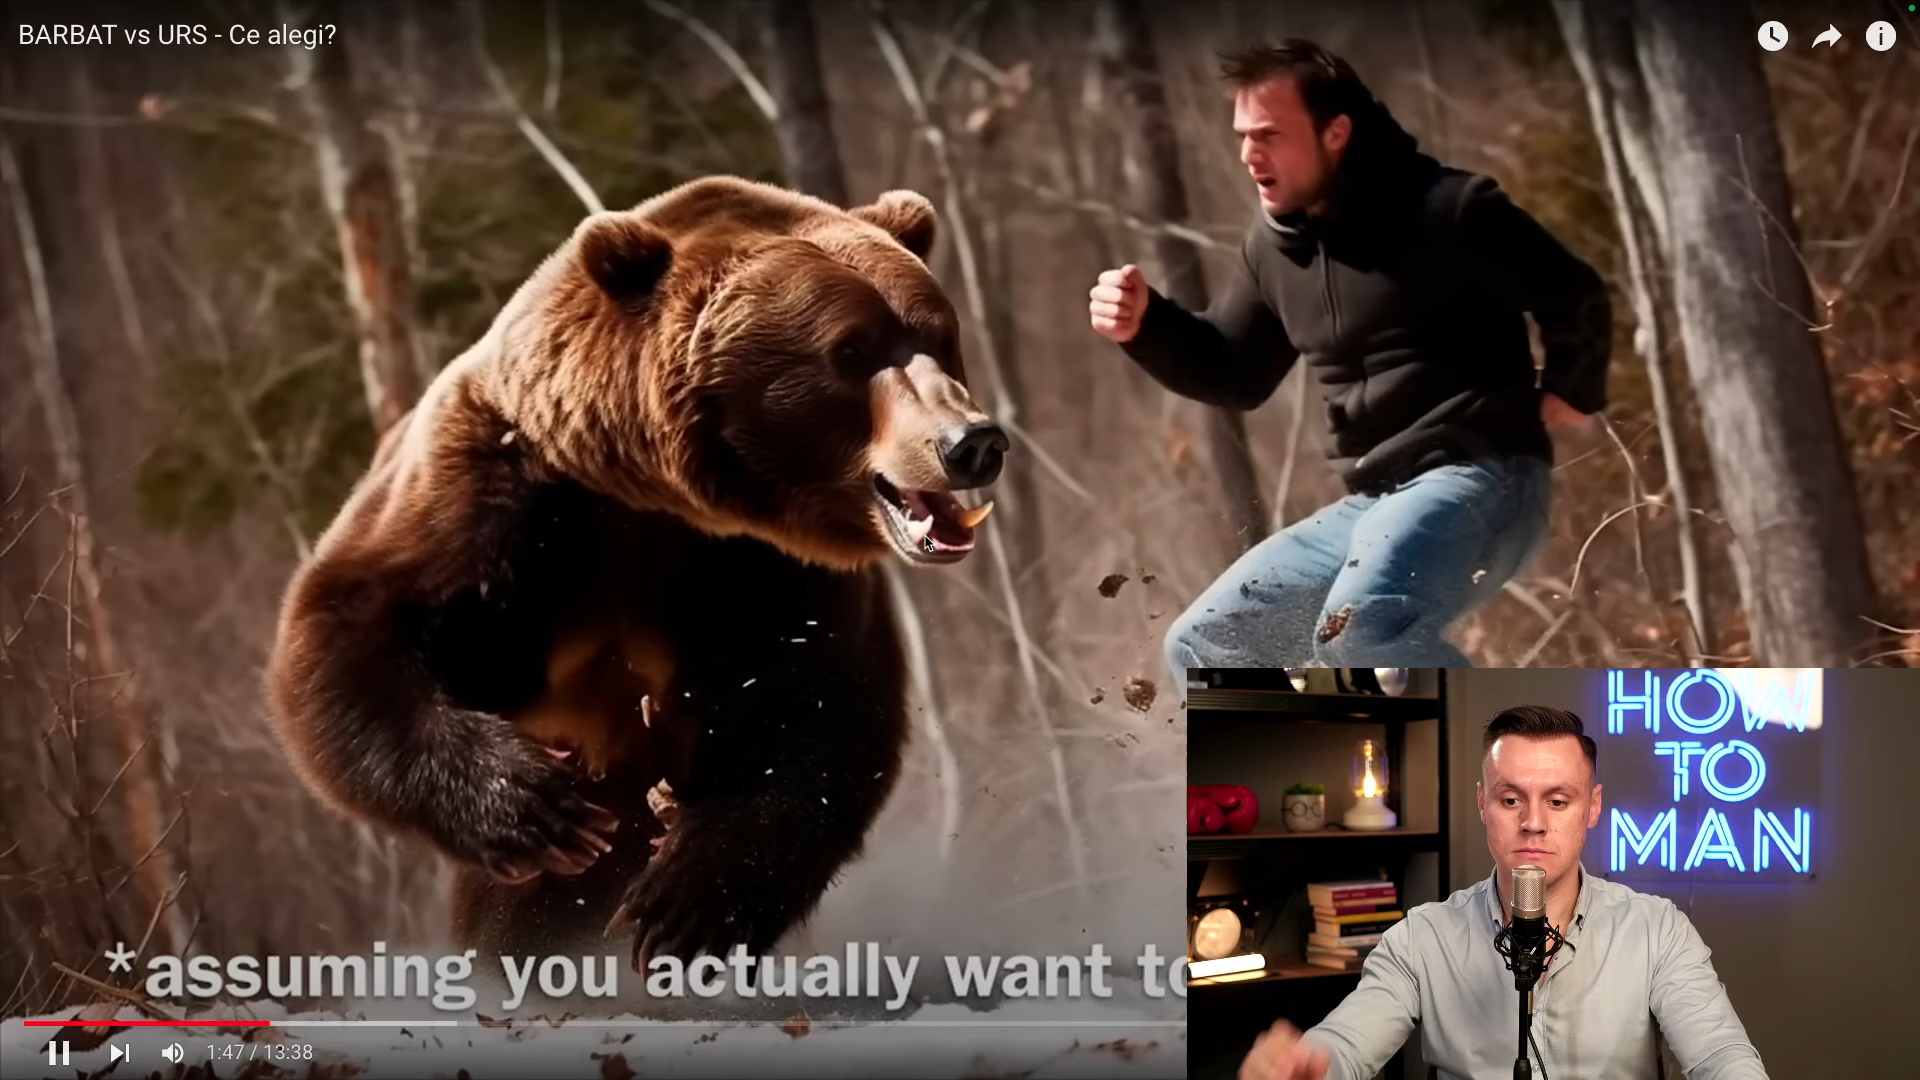 BARBAT vs URS - Ce alegi?
HOW
TO
MAN
*assuming you actually want to
1:47 / 13:38